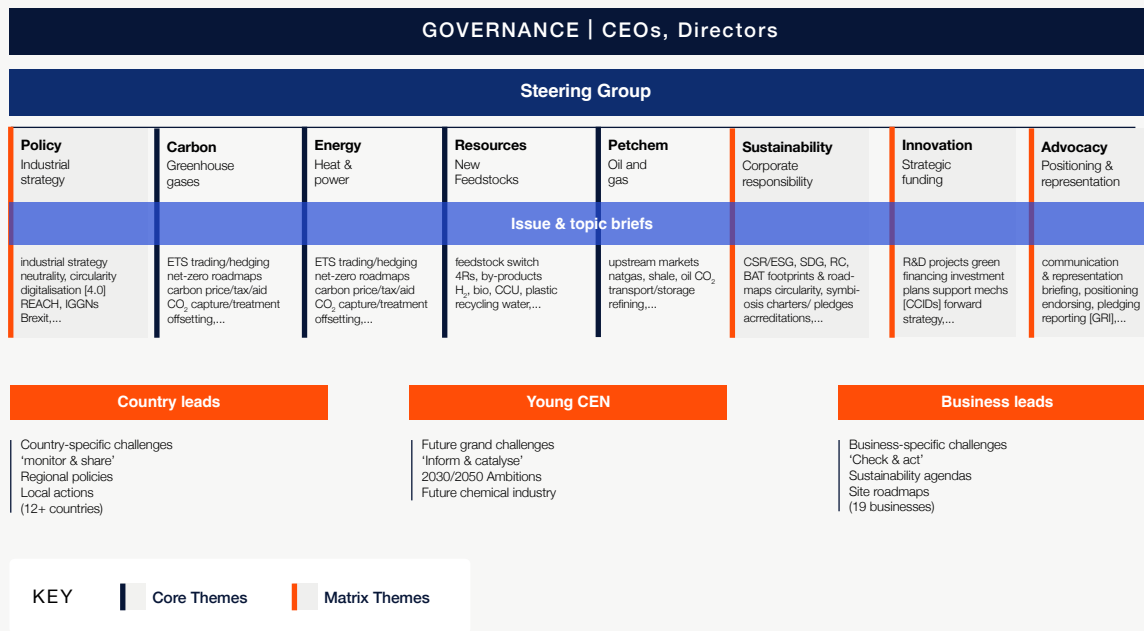 GOVERNANCE | CEOs, Directors
Steering Group
Policy
Industrial
strategy
Carbon
Greenhouse
gases
Energy
Heat &
power
Resources
New
Feedstocks
Petchem
Oil and
gas
Sustainability
Corporate
responsibility
Innovation
Strategic
funding
Advocacy
Positioning &
representation
Issue & topic briefs
industrial strategy
neutrality, circularity
digitalisation [4.0]
REACH, IGGNs
Brexit,...
ETS trading/hedging
net-zero roadmaps
carbon price/tax/aid
CO₂ capture/treatment
offsetting,...
ETS trading/hedging
net-zero roadmaps
carbon price/tax/aid
CO₂ capture/treatment
offsetting,...
feedstock switch
4Rs, by-products
H₂, bio, CCU, plastic
recycling water,...
upstream markets
natgas, shale, oil CO₂
transport/storage
refining,...
CSR/ESG, SDG, RC,
BAT footprints & road-
maps circularity, symbi-
osis charters/ pledges
acrreditations,...
R&D projects green
financing investment
plans support mechs
[CCIDs] forward
strategy,...
communication
& representation
briefing, positioning
endorsing, pledging
reporting [GRI],...
Country leads
Country-specific challenges
‘monitor & share’
Regional policies
Local actions
(12+ countries)
Young CEN
Future grand challenges
‘Inform & catalyse’
2030/2050 Ambitions
Future chemical industry
Business leads
Business-specific challenges
‘Check & act’
Sustainability agendas
Site roadmaps
(19 businesses)
KEY
Core Themes
Matrix Themes